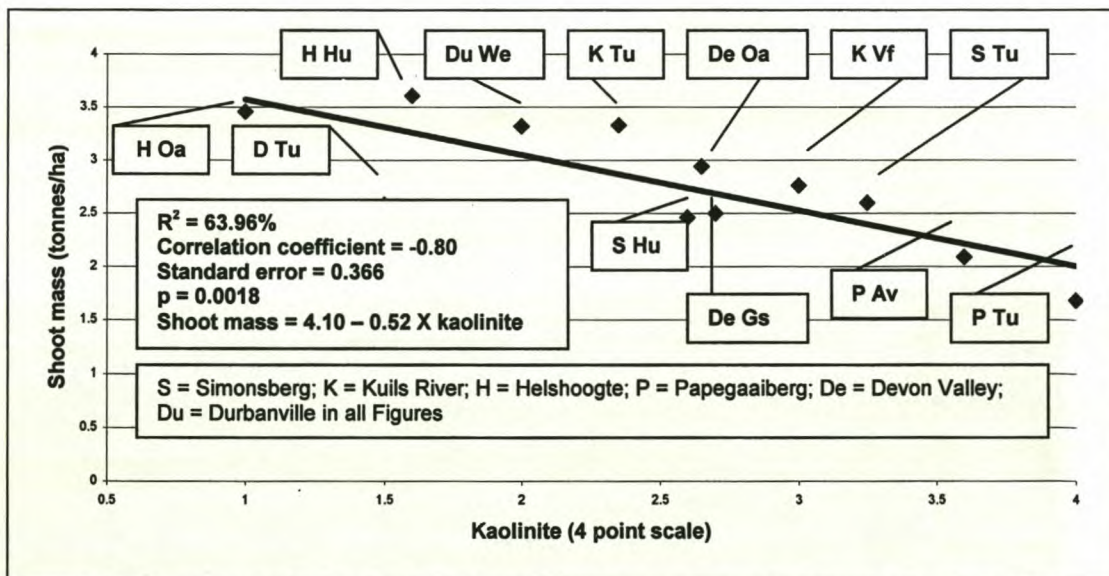 H Hu
Du We
K Tu
De Oa
K Vf
S Tu
4
3.5
3
2.5
2
1.5
1
0.5
0
Shoot mass (tonnes/ha)
H Oa
D Tu
R² = 63.96%
Correlation coefficient = -0.80
Standard error = 0.366
p = 0.0018
Shoot mass = 4.10 – 0.52 X kaolinite
S Hu
De Gs
P Av
P Tu
S = Simonsberg; K = Kuils River; H = Helshoogte; P = Papegaaiberg; De = Devon Valley;
Du = Durbanville in all Figures
0.5
1
1.5
2
2.5
3
3.5
4
Kaolinite (4 point scale)